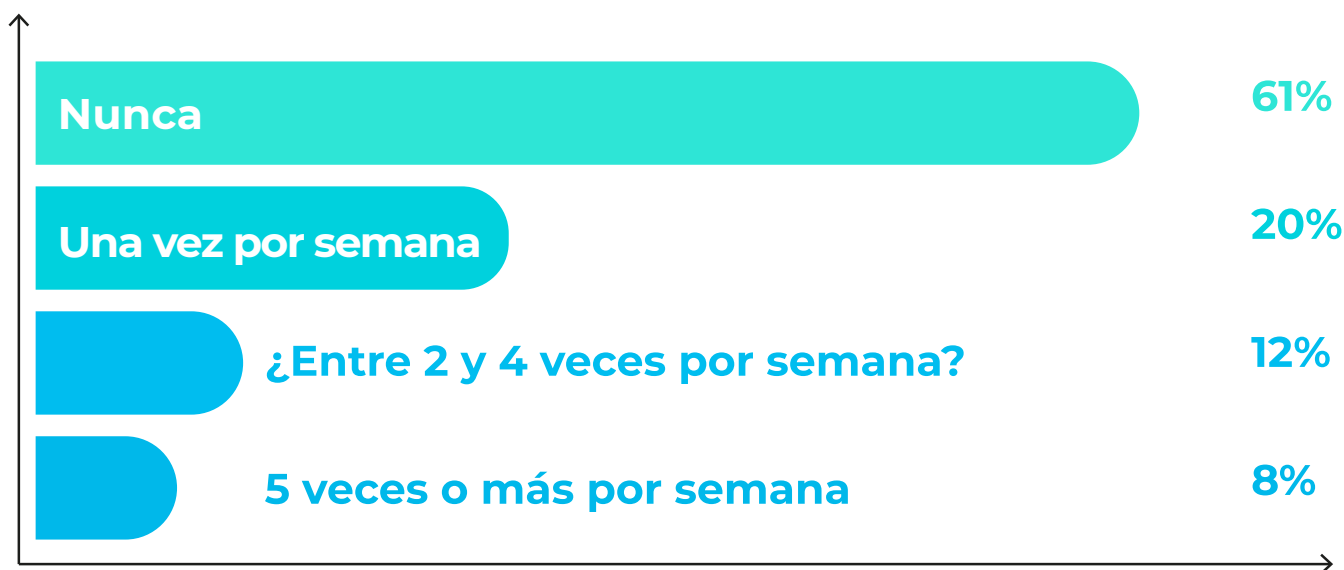 Nunca 61%
Una vez por semana 20%
¿Entre 2 y 4 veces por semana? 12%
5 veces o más por semana 8%